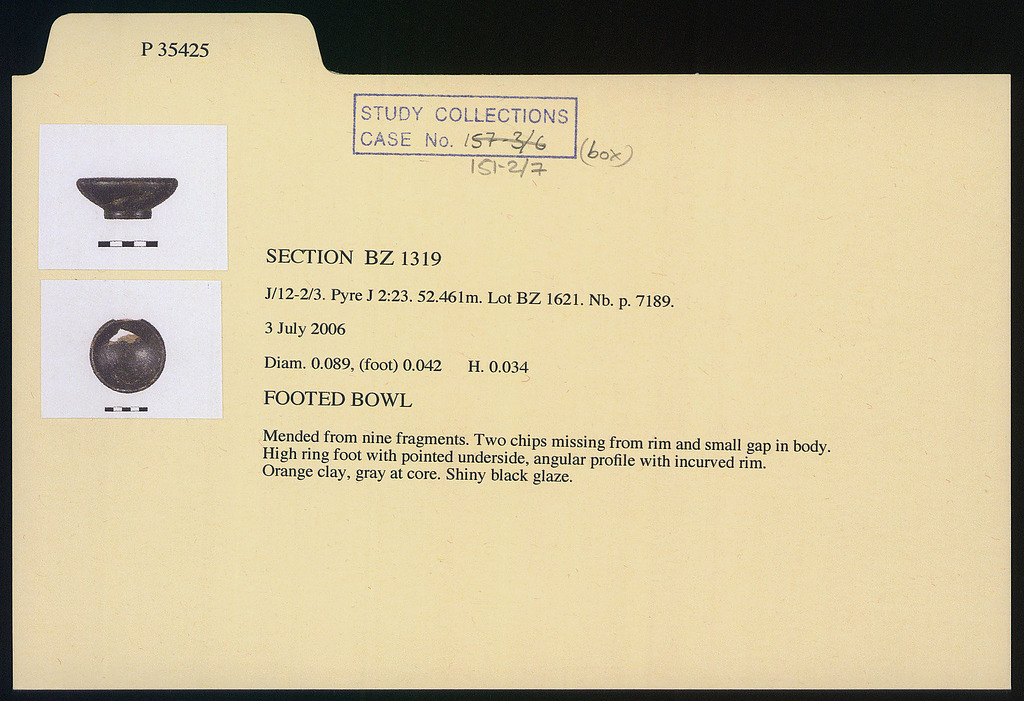 P 35425
STUDY COLLECTIONS
CASE No. 157-3/6
(box)
151-2/7
SECTION BZ 1319
J/12-2/3. Pyre J 2:23. 52.461m. Lot BZ 1621. Nb. p. 7189.
3 July 2006
Diam. 0.089, (foot) 0.042 H. 0.034
FOOTED BOWL
Mended from nine fragments. Two chips missing from rim and small gap in body.
High ring foot with pointed underside, angular profile with incurved rim.
Orange clay, gray at core. Shiny black glaze.